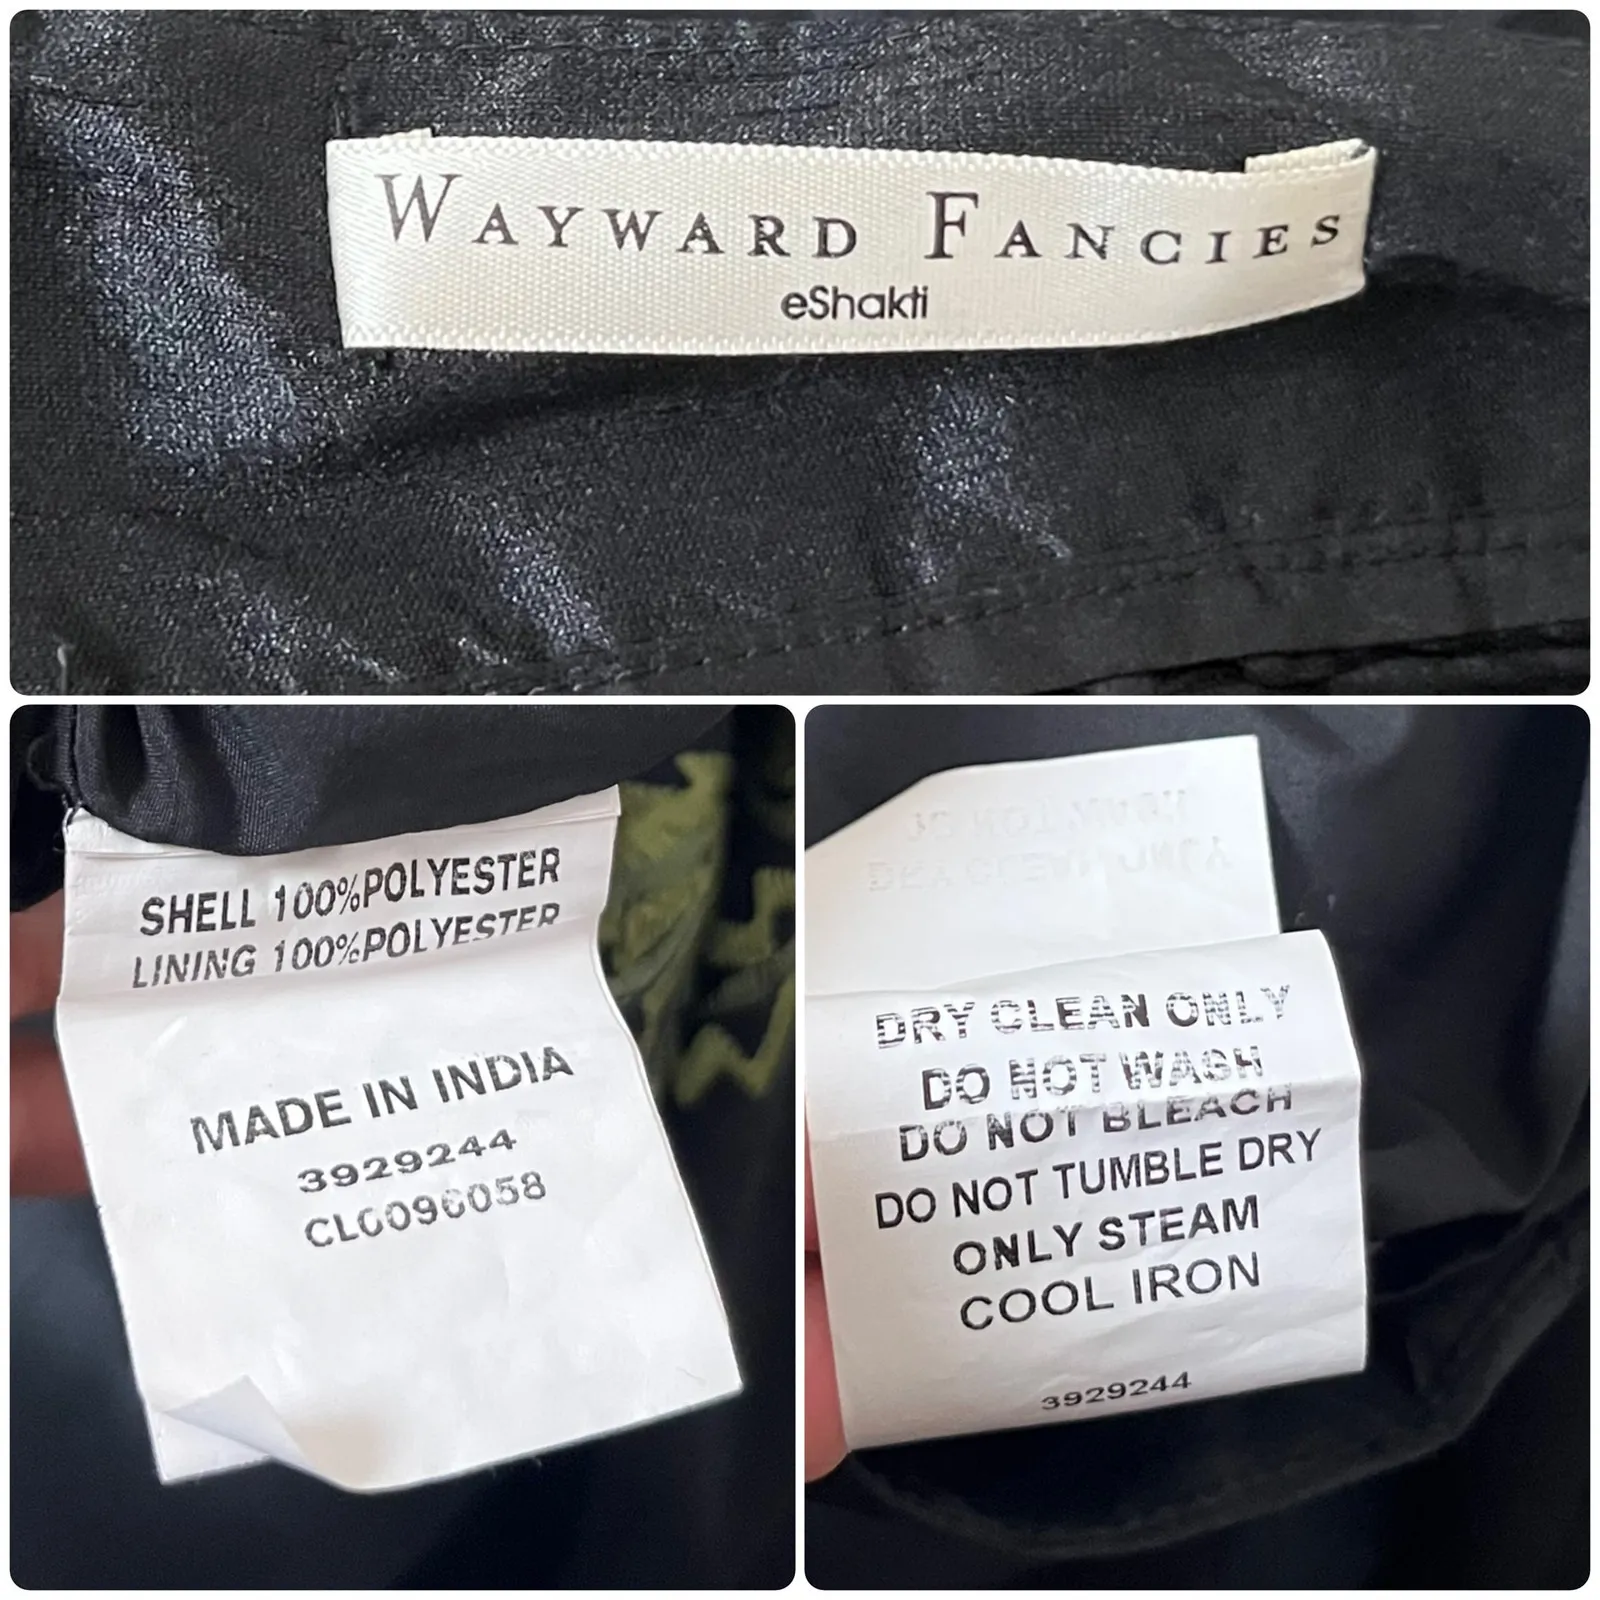 WAYWARD FANCIES
eShakti
SHELL 100%POLYESTER
LINING 100%POLYESTER
MADE IN INDIA
3929244
CL0096058
DRY CLEAN ONLY
DO NOT WASH
DO NOT BLEACH
DO NOT TUMBLE DRY
ONLY STEAM
COOL IRON
3929244